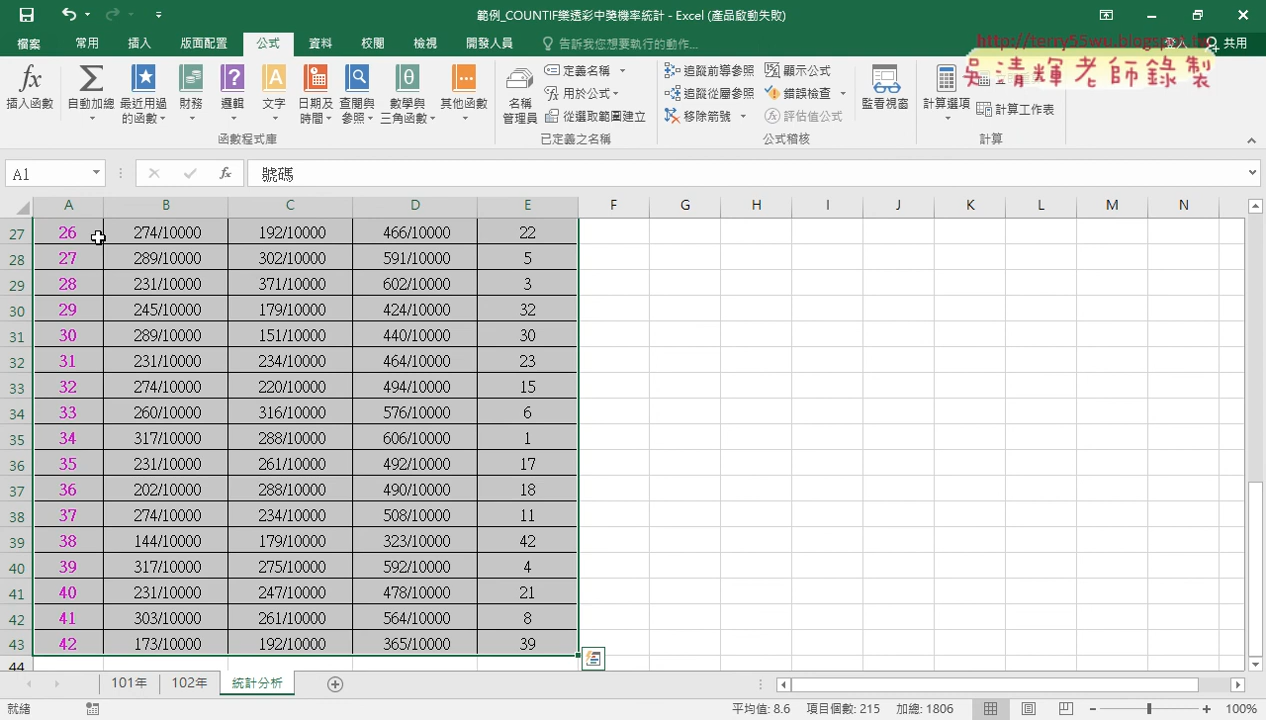 範例_COUNTIF樂透彩中獎機率統計 - Excel (產品啟動失敗)
檔案 常用 插入 版面配置 公式 資料 校閱 檢視 開發人員 告訴我您想要執行的動作... 登入 共用
http://terry55wu.blogspot.tw
吳清輝老師錄製
插入函數 自動加總 最近用過的函數 財務 邏輯 文字 日期及時間 查閱與參照 數學與三角函數 其他函數
函數程式庫
名稱管理員 定義名稱 用於公式 從選取範圍建立
已定義之名稱
追蹤前導參照 追蹤從屬參照 移除箭號 顯示公式 錯誤檢查 評估值公式 監看視窗
公式稽核
計算選項 計算工作表
計算
A1 fx 號碼
A B C D E F G H I J K L M N
27 26 274/10000 192/10000 466/10000 22
28 27 289/10000 302/10000 591/10000 5
29 28 231/10000 371/10000 602/10000 3
30 29 245/10000 179/10000 424/10000 32
31 30 289/10000 151/10000 440/10000 30
32 31 231/10000 234/10000 464/10000 23
33 32 274/10000 220/10000 494/10000 15
34 33 260/10000 316/10000 576/10000 6
35 34 317/10000 288/10000 606/10000 1
36 35 231/10000 261/10000 492/10000 17
37 36 202/10000 288/10000 490/10000 18
38 37 274/10000 234/10000 508/10000 11
39 38 144/10000 179/10000 323/10000 42
40 39 317/10000 275/10000 592/10000 4
41 40 231/10000 247/10000 478/10000 21
42 41 303/10000 261/10000 564/10000 8
43 42 173/10000 192/10000 365/10000 39
44
101年 102年 統計分析
就緒 平均值: 8.6 項目個數: 215 加總: 1806 100%